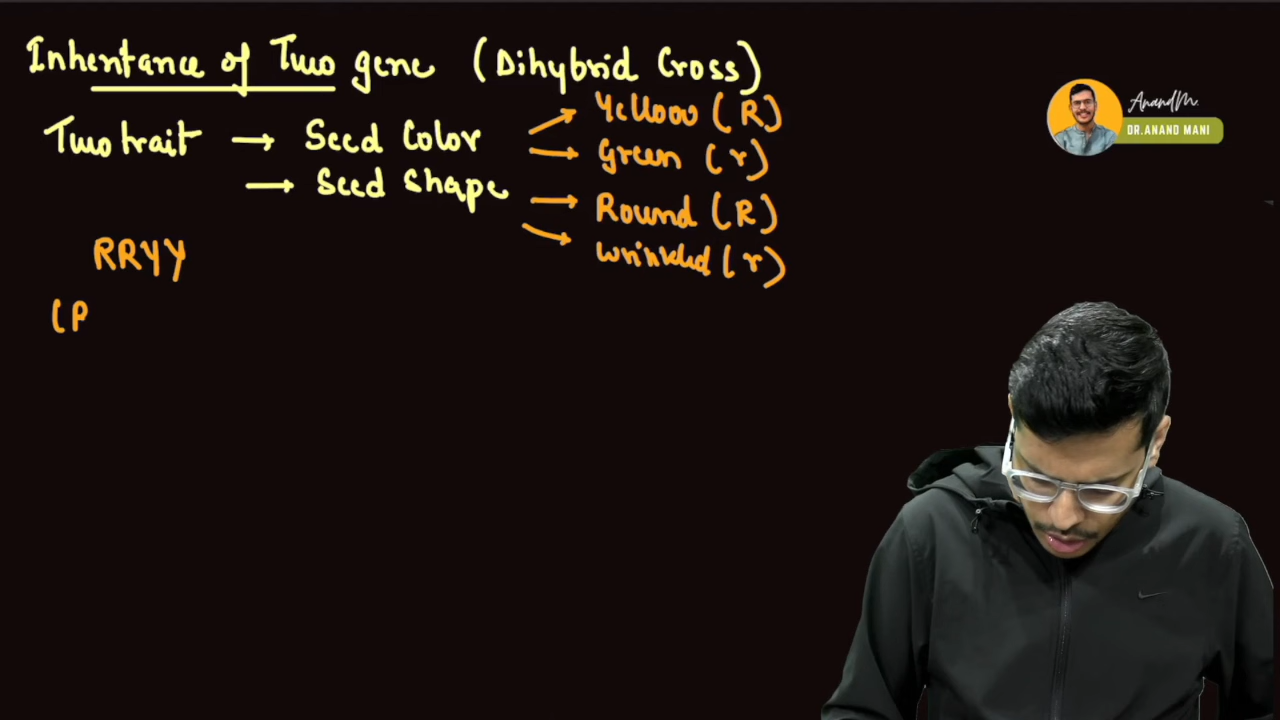 Inheritance of Two gene (Dihybrid Cross)
Two trait → Seed Color → Yellow (R)
→ Green (r)
→ Seed Shape → Round (R)
→ Wrinkled (r)
RRYY
(R
AnandM.
DR.ANAND MANI